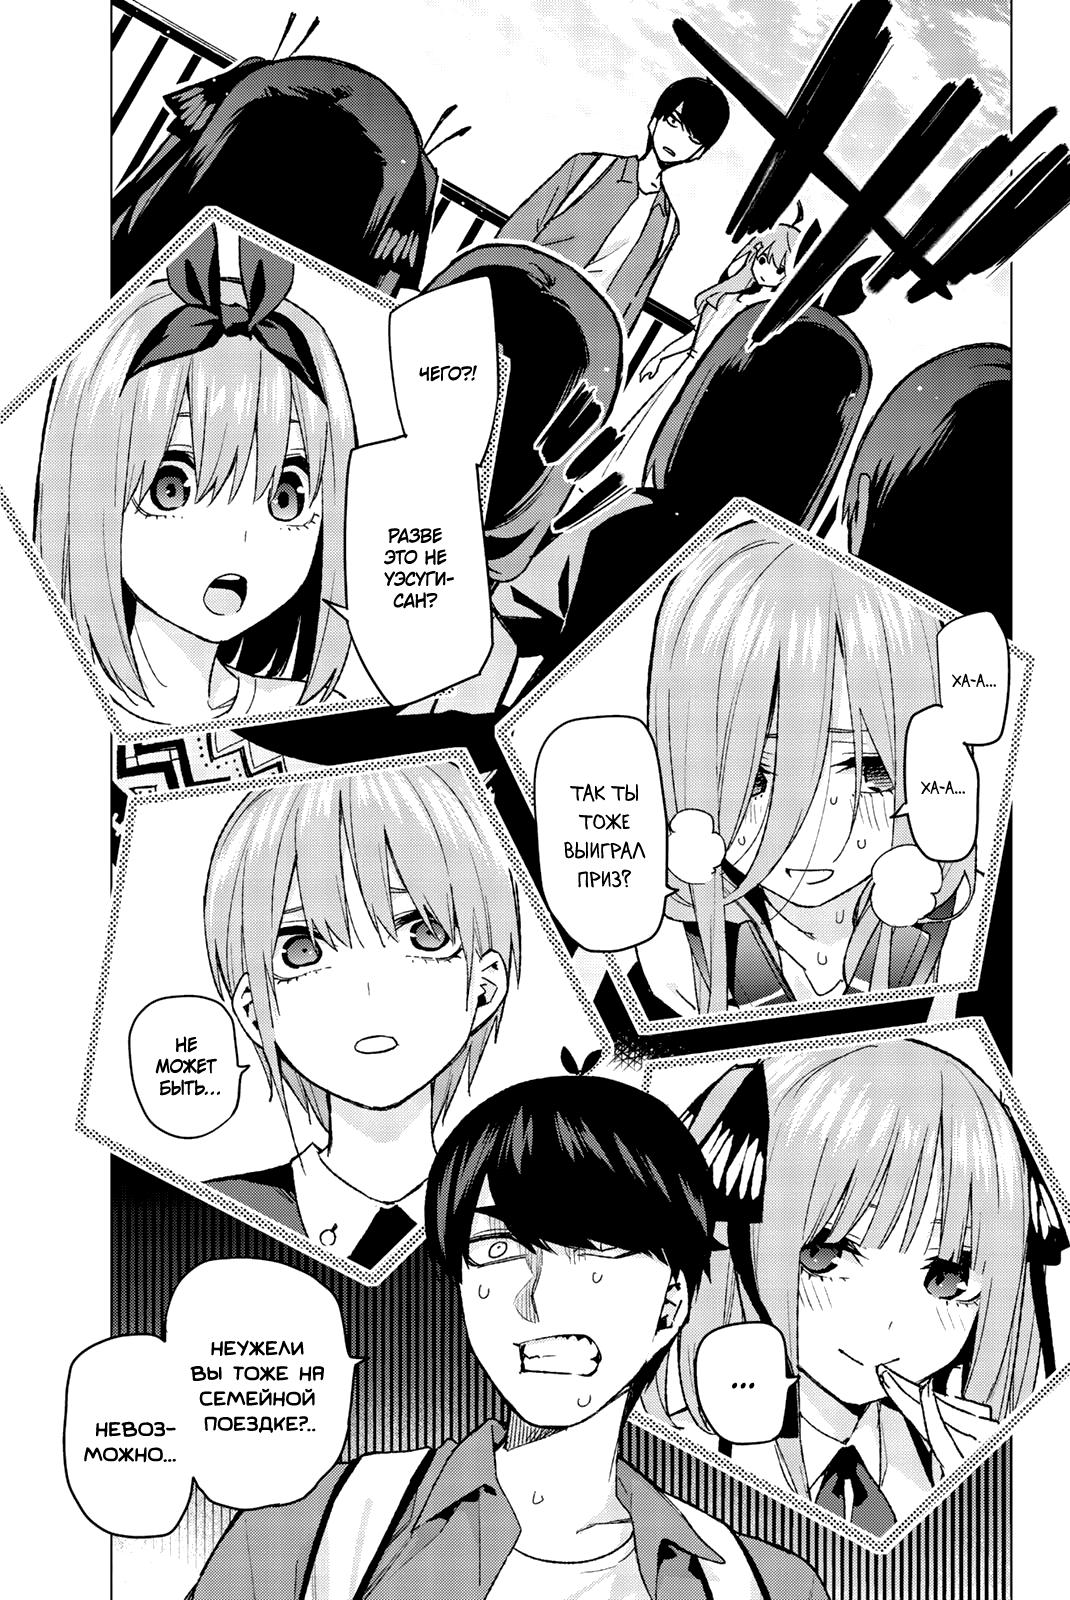 ЧЕГО?!
РАЗВЕ
ЭТО НЕ
УЭСУГИ-
САН?
ХА-А...
ХА-А...
ТАК ТЫ
ТОЖЕ
ВЫИГРАЛ
ПРИЗ?
НЕ
МОЖЕТ
БЫТЬ...
...
НЕУЖЕЛИ
ВЫ ТОЖЕ НА
СЕМЕЙНОЙ
ПОЕЗДКЕ?..
НЕВОЗ-
МОЖНО...